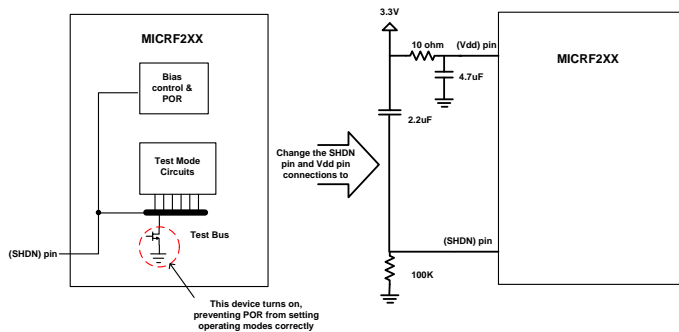 MICRF2XX
Bias
control &
POR
Test Mode
Circuits
Test Bus
(SHDN) pin
This device turns on,
preventing POR from setting
operating modes correctly
Change the SHDN
pin and Vdd pin
connections to
3.3V
10 ohm
(Vdd) pin
4.7uF
2.2uF
MICRF2XX
(SHDN) pin
100K